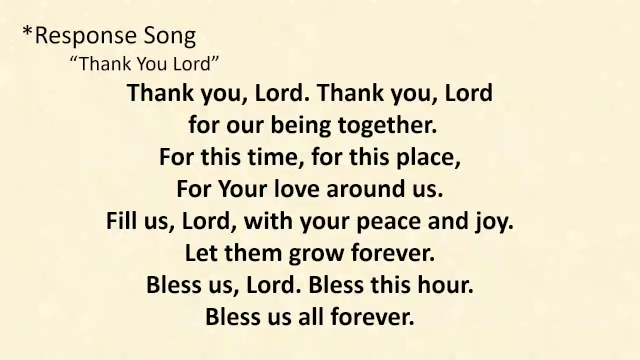 *Response Song
“Thank You Lord”
Thank you, Lord. Thank you, Lord
for our being together.
For this time, for this place,
For Your love around us.
Fill us, Lord, with your peace and joy.
Let them grow forever.
Bless us, Lord. Bless this hour.
Bless us all forever.